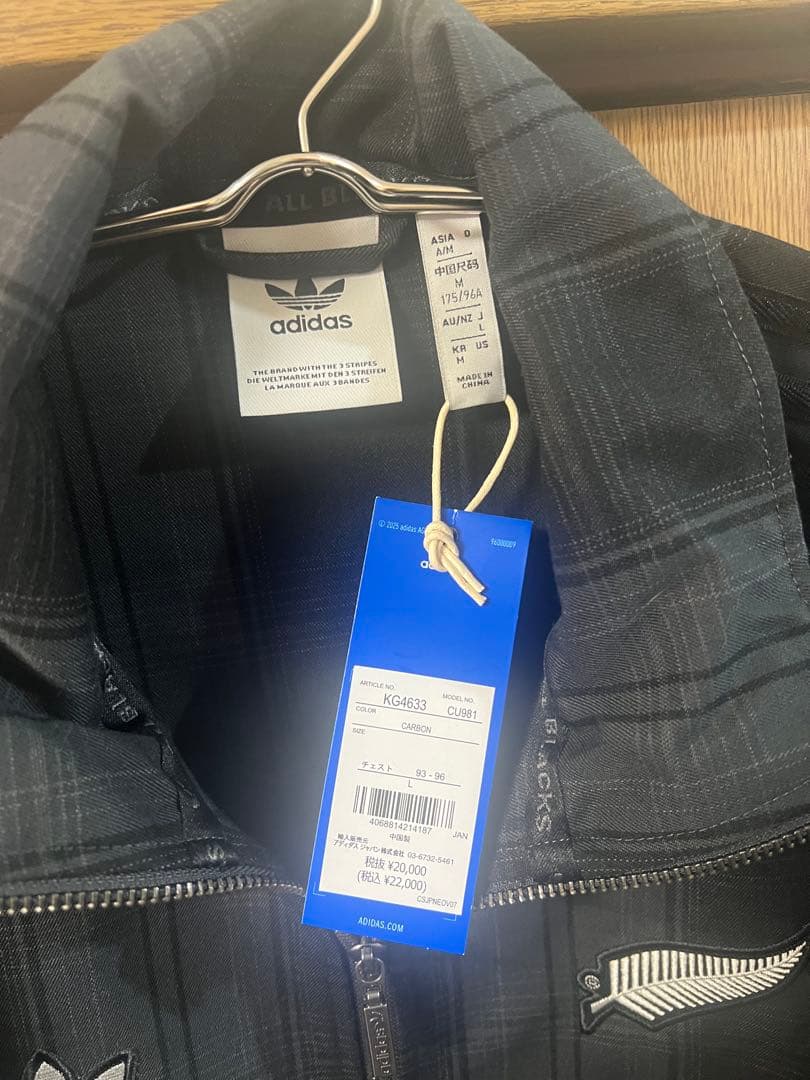 ALL BL
adidas
THE BRAND WITH THE 3 STRIPES
DIE WELTMARKE MIT DEN 3 STREIFEN
LA MARQUE AUX 3 BANDES
ASIA D
A/M
中国尺码
M
175/96A
AU/NZ J
L
KR US
M
MADE IN
CHINA
© 2025 adidas AG
96000009
ad
ARTICLE NO.
KG4633
MODEL NO.
CU981
COLOR
CARBON
SIZE
チェスト 93 - 96
L
4068814214187 JAN
中国製
輸入販売元
アディダス ジャパン株式会社 03-6732-5461
税抜 ¥20,000
(税込 ¥22,000)
CSJPNEOV07
ADIDAS.COM
BLACKS
adidas